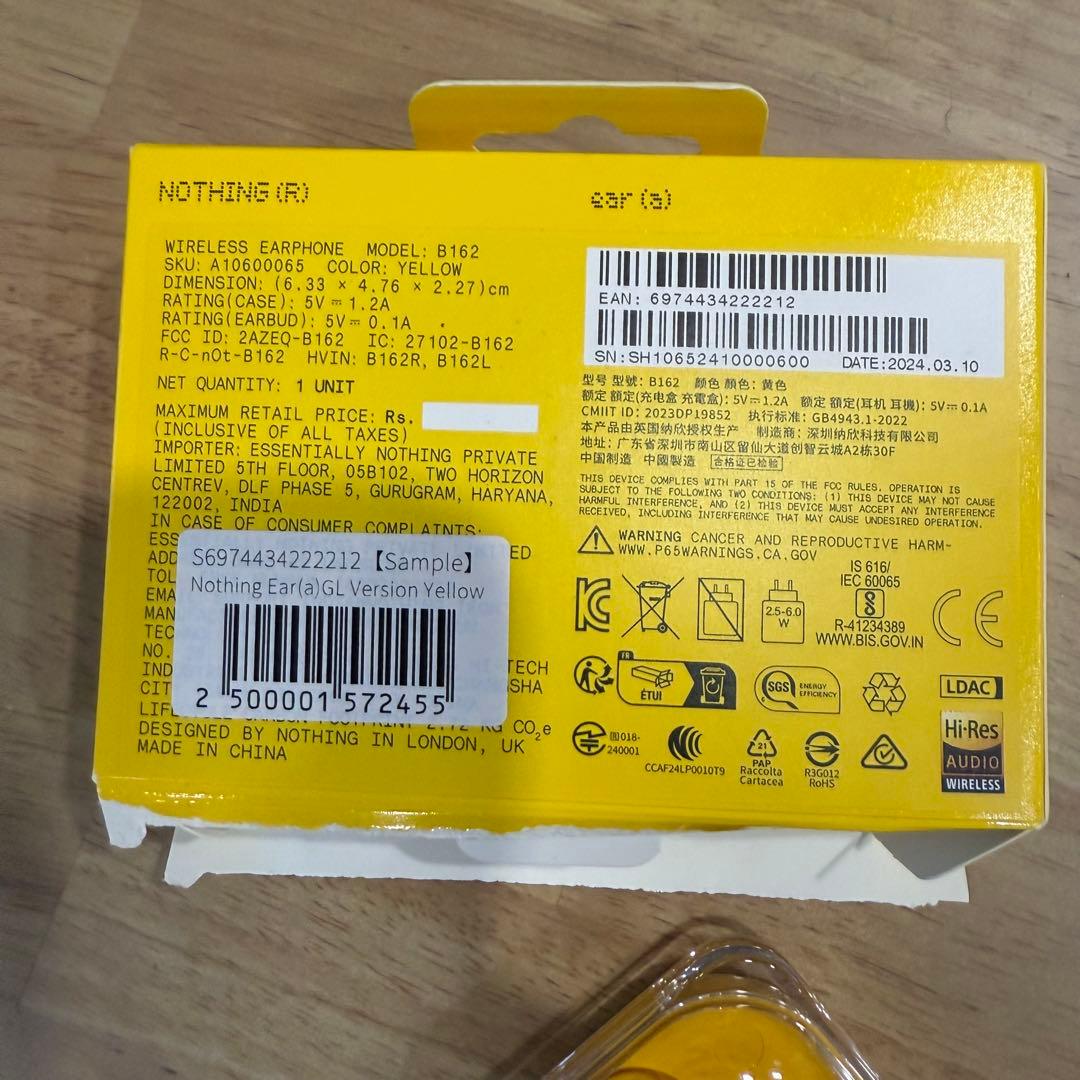 NOTHING (R)
WIRELESS EARPHONE MODEL: B162
SKU: A10600065 COLOR: YELLOW
DIMENSION: (6.33 × 4.76 × 2.27)cm
RATING(CASE): 5V⎓1.2A
RATING(EARBUD): 5V⎓0.1A
FCC ID: 2AZEQ-B162 IC: 27102-B162
R-C-nOt-B162 HVIN: B162R, B162L
NET QUANTITY: 1 UNIT
MAXIMUM RETAIL PRICE: Rs.
(INCLUSIVE OF ALL TAXES)
IMPORTER: ESSENTIALLY NOTHING PRIVATE
LIMITED 5TH FLOOR, 05B102, TWO HORIZON
CENTREV, DLF PHASE 5, GURUGRAM, HARYANA,
122002, INDIA
IN CASE OF CONSUMER COMPLAINTS:
S6974434222212【Sample】
Nothing Ear(a)GL Version Yellow
2 500001 572455
CO2e
DESIGNED BY NOTHING IN LONDON, UK
MADE IN CHINA
ear (a)
EAN: 6974434222212
SN:SH10652410000600 DATE:2024.03.10
型号 型號: B162 颜色 顏色: 黄色
额定 額定(充电盒 充電盒): 5V⎓1.2A 额定 額定(耳机 耳機): 5V⎓0.1A
CMIIT ID: 2023DP19852 执行标准: GB4943.1-2022
本产品由英国纳欣授权生产 制造商: 深圳纳欣科技有限公司
地址: 广东省深圳市南山区留仙大道创智云城A2栋30F
中国制造 中國製造 合格证已检验
THIS DEVICE COMPLIES WITH PART 15 OF THE FCC RULES. OPERATION IS
SUBJECT TO THE FOLLOWING TWO CONDITIONS: (1) THIS DEVICE MAY NOT CAUSE
HARMFUL INTERFERENCE, AND (2) THIS DEVICE MUST ACCEPT ANY INTERFERENCE
RECEIVED, INCLUDING INTERFERENCE THAT MAY CAUSE UNDESIRED OPERATION.
WARNING CANCER AND REPRODUCTIVE HARM-
WWW.P65WARNINGS.CA.GOV
IS 616/
IEC 60065
R-41234389
WWW.BIS.GOV.IN
2.5-6.0
W
CE
FR
ÉTUI
SGS ENERGY
EFFICIENCY
LDAC
018-
240001
CCAF24LP0010T9
21
PAP
Raccolta
Cartacea
R3G012
RoHS
Hi-Res
AUDIO
WIRELESS